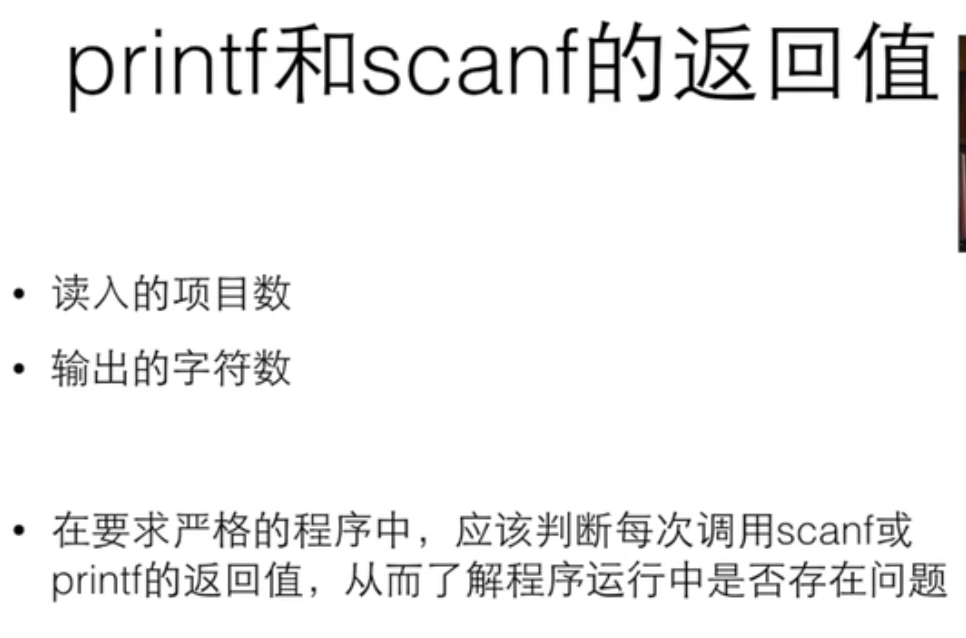 printf和scanf的返回值
• 读入的项目数
• 输出的字符数
• 在要求严格的程序中，应该判断每次调用scanf或
printf的返回值，从而了解程序运行中是否存在问题